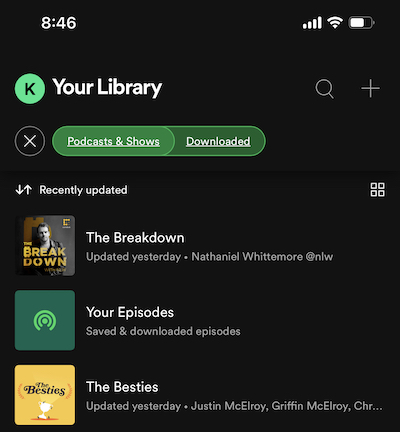 8:46
K
Your Library
Podcasts & Shows
Downloaded
Recently updated
THE
BREAK
DOWN
The Breakdown
Updated yesterday • Nathaniel Whittemore @nlw
Your Episodes
Saved & downloaded episodes
The
Besties
The Besties
Updated yesterday • Justin McElroy, Griffin McElroy, Chr...